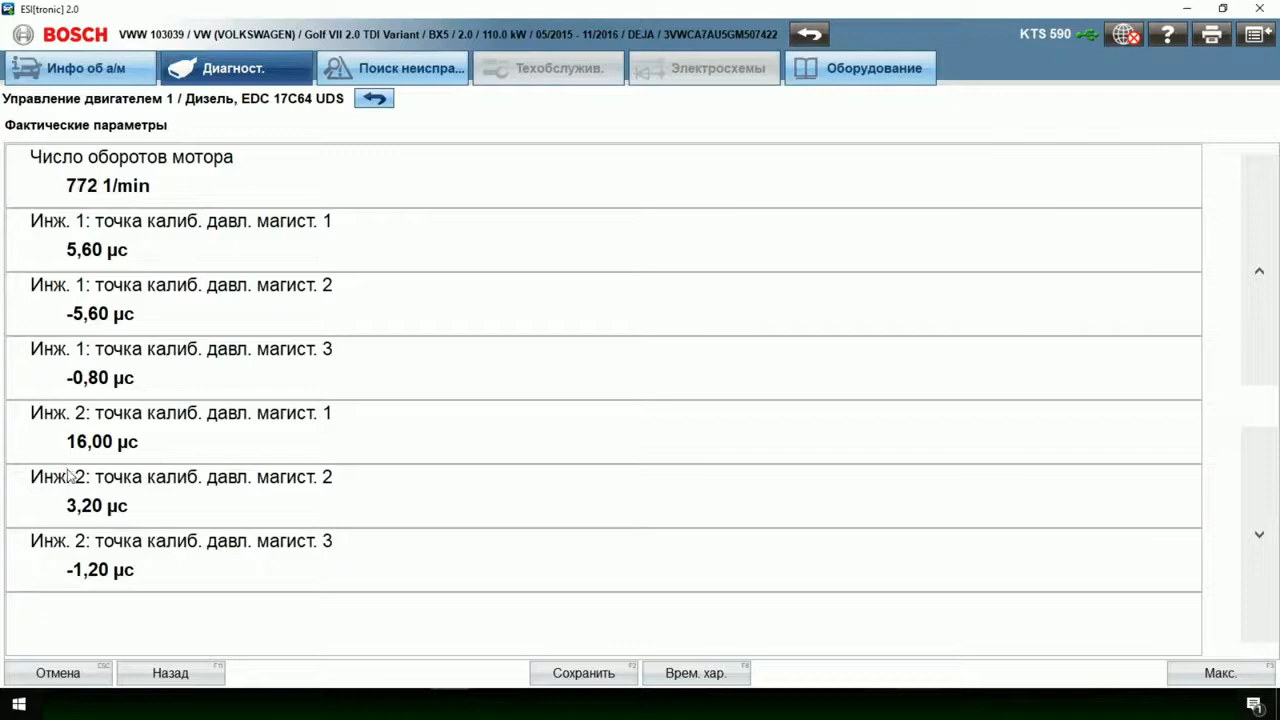 ESI[tronic] 2.0
BOSCH VWW 103039 / VW (VOLKSWAGEN) / Golf VII 2.0 TDI Variant / BX5 / 2.0 / 110.0 kW / 05/2015 - 11/2016 / DEJA / 3VWCA7AU5GM507422 KTS 590 ?
Инфо об а/м Диагност. Поиск неиспра... Техобслужив. Электросхемы Оборудование
Управление двигателем 1 / Дизель, EDC 17C64 UDS
Фактические параметры
Число оборотов мотора
772 1/min
Инж. 1: точка калиб. давл. магист. 1
5,60 µс
Инж. 1: точка калиб. давл. магист. 2
-5,60 µс
Инж. 1: точка калиб. давл. магист. 3
-0,80 µс
Инж. 2: точка калиб. давл. магист. 1
16,00 µс
Инж. 2: точка калиб. давл. магист. 2
3,20 µс
Инж. 2: точка калиб. давл. магист. 3
-1,20 µс
Отмена ESC Назад F11 Сохранить F2 Врем. хар. F6 Макс. F3
1